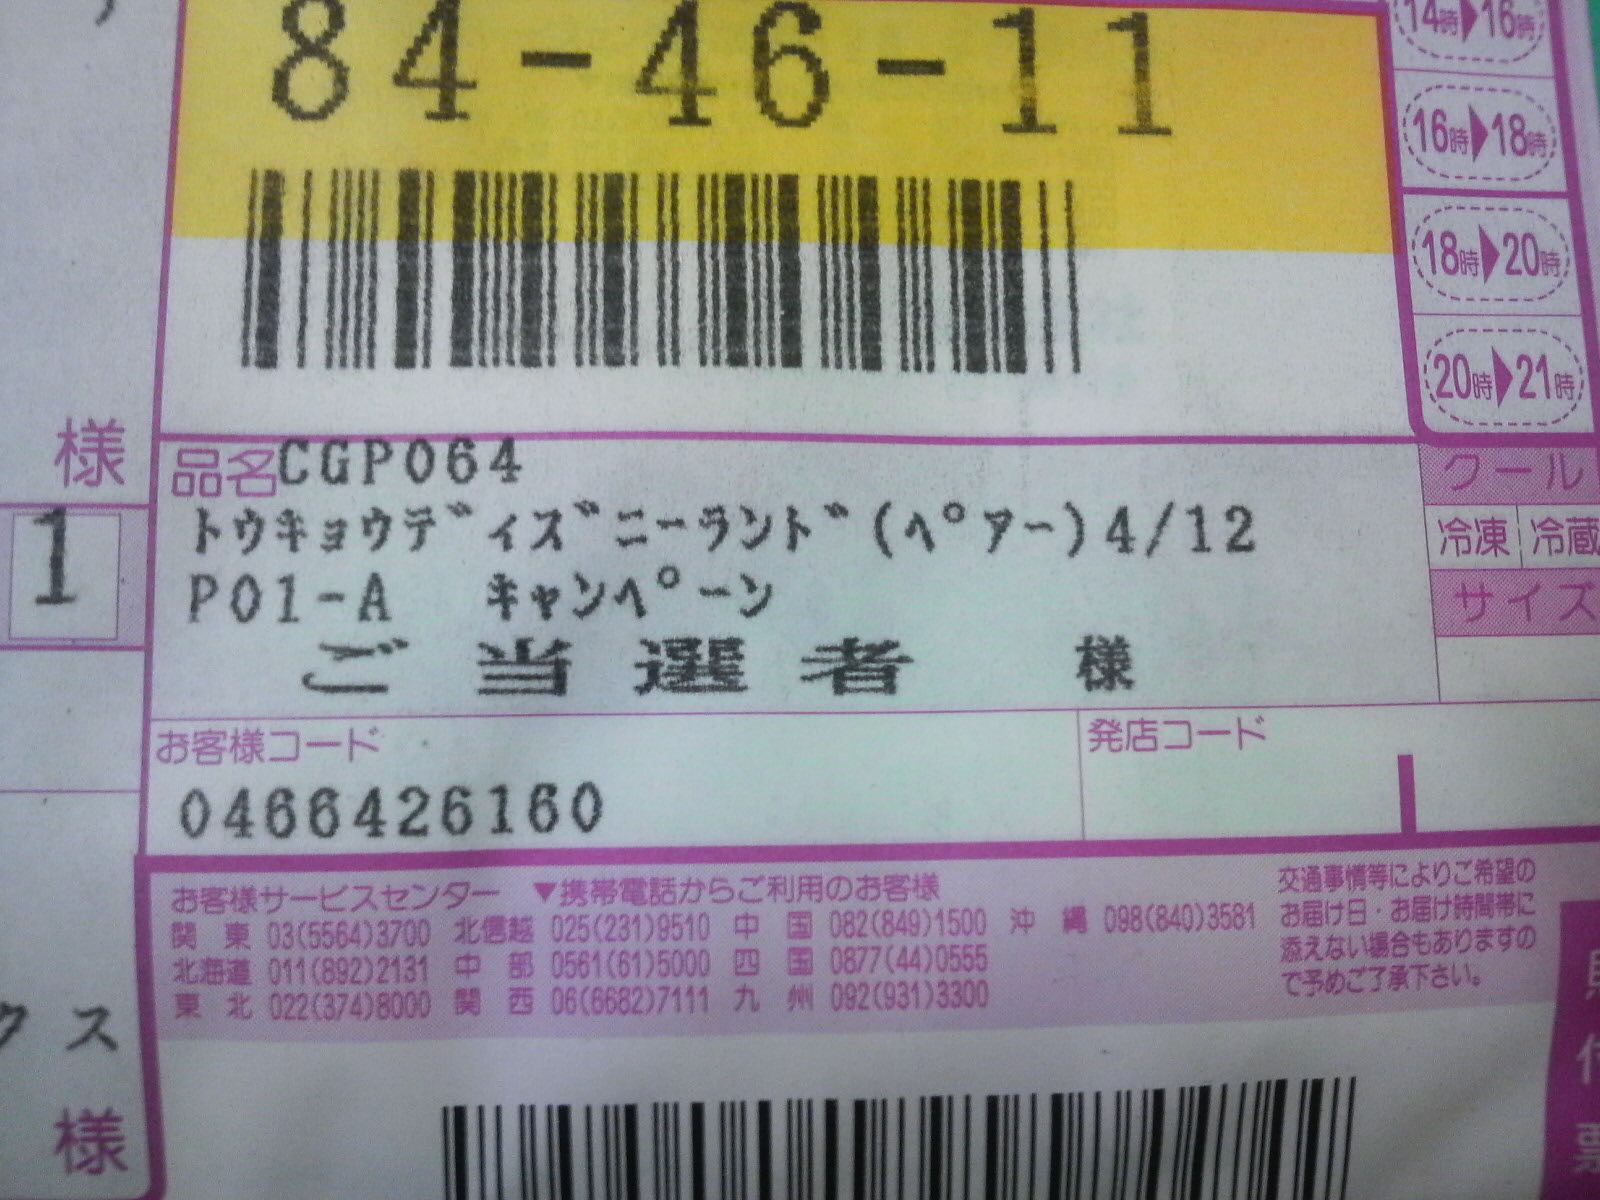 84-46-11
14時▶16時
16時▶18時
18時▶20時
20時▶21時
様
1
品名CGP064
トウキョウディズニーランド(ペアー)4/12
P01-A キャンペーン
ご当選者 様
クール
冷凍 冷蔵
サイズ
お客様コード
0466426160
発店コード
お客様サービスセンター ▼携帯電話からご利用のお客様
関東 03(5564)3700 北信越 025(231)9510 中国 082(849)1500 沖縄 098(840)3581
北海道 011(892)2131 中部 0561(61)5000 四国 0877(44)0555
東北 022(374)8000 関西 06(6682)7111 九州 092(931)3300
交通事情等によりご希望の
お届け日・お届け時間帯に
添えない場合もありますの
で予めご了承下さい。
クス
様
貼付票